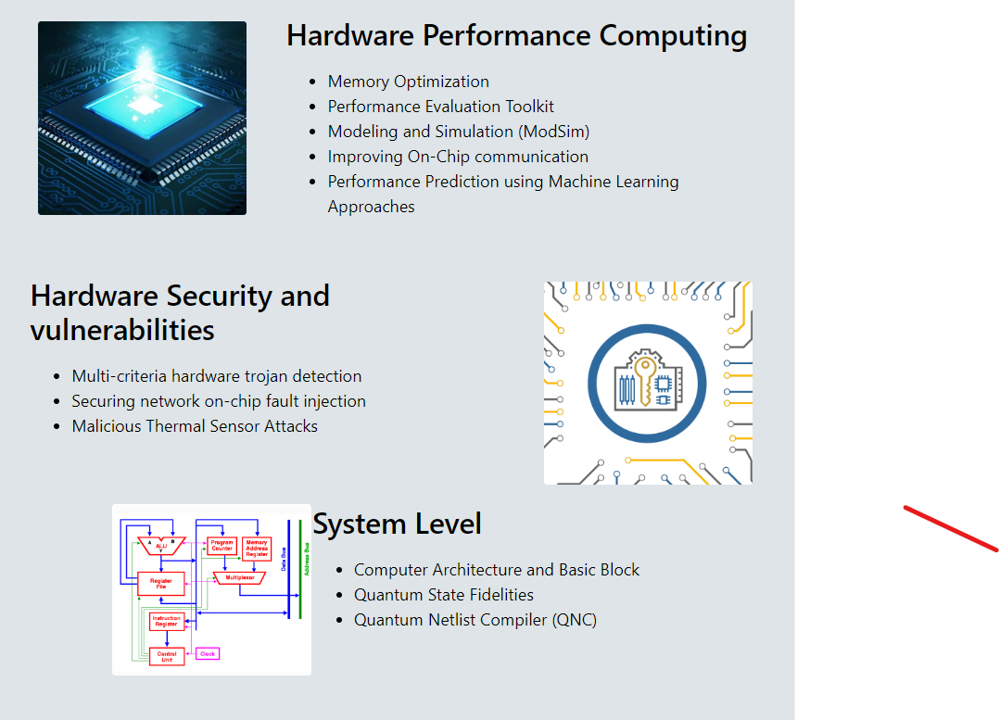 Hardware Performance Computing
Memory Optimization
Performance Evaluation Toolkit
Modeling and Simulation (ModSim)
Improving On-Chip communication
Performance Prediction using Machine Learning
Approaches
Hardware Security and
vulnerabilities
Multi-criteria hardware trojan detection
Securing network on-chip fault injection
Malicious Thermal Sensor Attacks
System Level
Computer Architecture and Basic Block
Quantum State Fidelities
Quantum Netlist Compiler (QNC)
A
B
ALU
Y
Program
Counter
Memory
Address
Register
Data Bus
Address Bus
Register
File
Multiplexor
Instruction
Register
Control
Unit
Clock